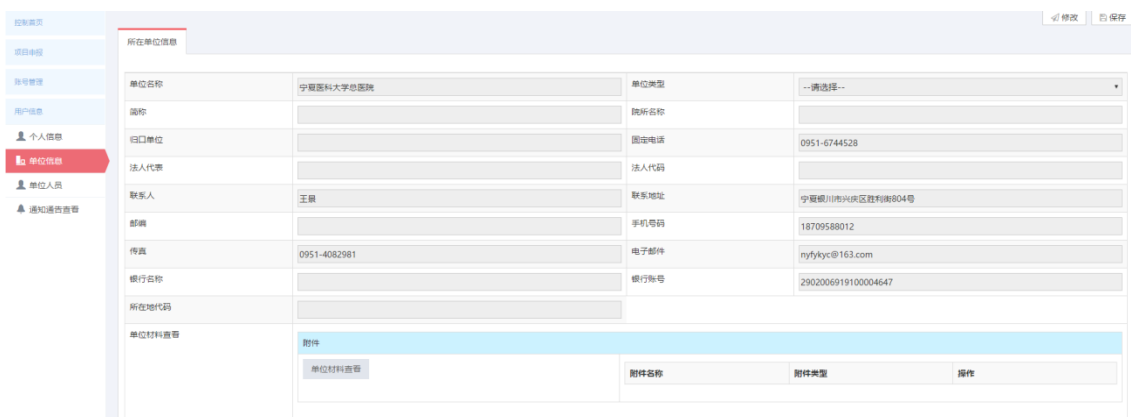 修改 保存
控制首页
所在单位信息
项目申报
账号管理
单位名称 宁夏医科大学总医院 单位类型 --请选择--
用户信息
简称 院所名称
个人信息
归口单位 固定电话 0951-6744528
单位信息
法人代表 法人代码
单位人员
联系人 联系地址 宁夏银川市兴庆区胜利街804号
通知通告查看
邮编 手机号码 18709588012
传真 0951-4082981 电子邮件 nyfykyc@163.com
银行名称 银行账号 2902006919100004647
所在地代码
单位材料查看
附件
单位材料查看
附件名称 附件类型 操作